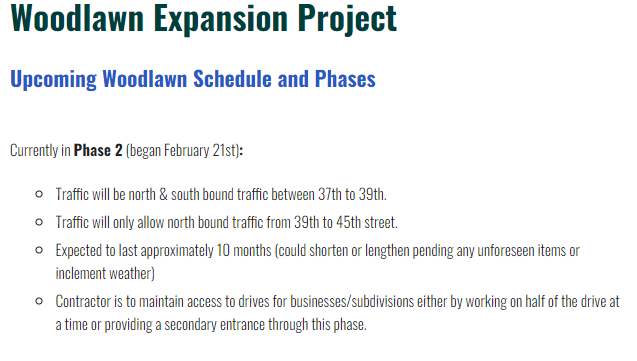 Woodlawn Expansion Project
Upcoming Woodlawn Schedule and Phases
Currently in Phase 2 (began February 21st):
Traffic will be north & south bound traffic between 37th to 39th.
Traffic will only allow north bound traffic from 39th to 45th street.
Expected to last approximately 10 months (could shorten or lengthen pending any unforeseen items or
inclement weather)
Contractor is to maintain access to drives for businesses/subdivisions either by working on half of the drive at
a time or providing a secondary entrance through this phase.